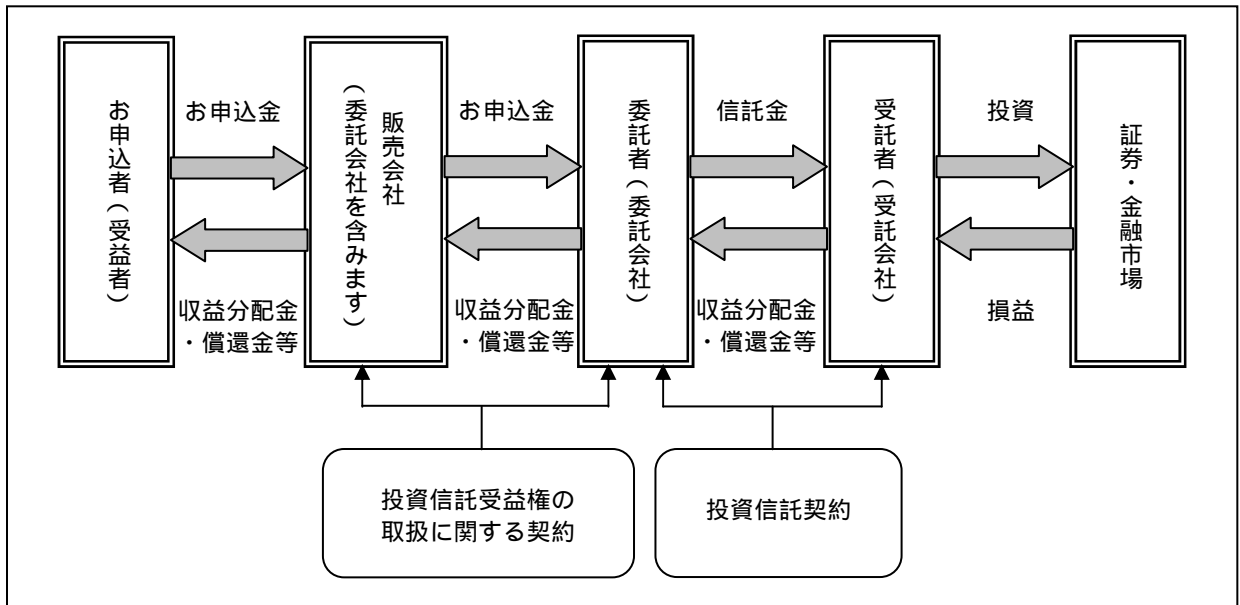 お申込者（受益者）
お申込金
収益分配金
・償還金等
販売会社
（委託会社を含みます）
お申込金
収益分配金
・償還金等
委託者（委託会社）
信託金
収益分配金
・償還金等
受託者（受託会社）
投資
損益
証券・金融市場
投資信託受益権の
取扱に関する契約
投資信託契約